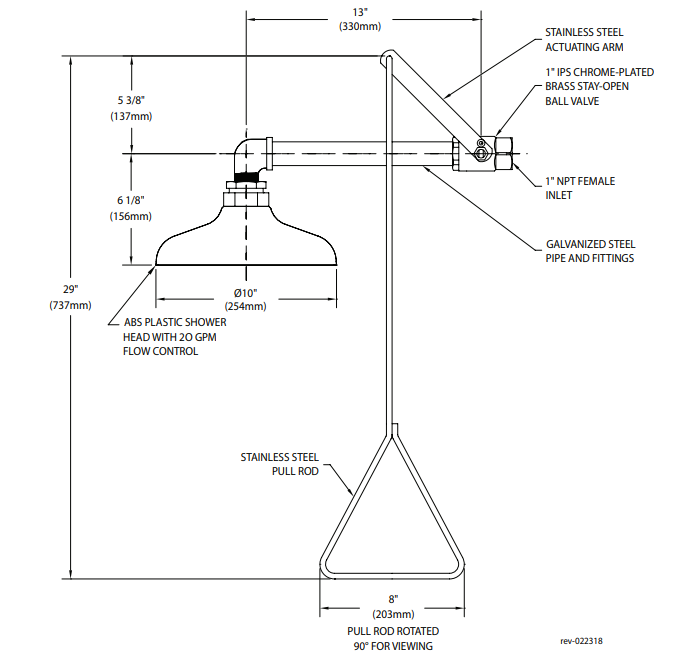 13"
(330mm)
STAINLESS STEEL
ACTUATING ARM
1" IPS CHROME-PLATED
BRASS STAY-OPEN
BALL VALVE
5 3/8"
(137mm)
6 1/8"
(156mm)
1" NPT FEMALE
INLET
GALVANIZED STEEL
PIPE AND FITTINGS
29"
(737mm)
Ø10"
(254mm)
ABS PLASTIC SHOWER
HEAD WITH 2O GPM
FLOW CONTROL
STAINLESS STEEL
PULL ROD
8"
(203mm)
PULL ROD ROTATED
90° FOR VIEWING
rev-022318